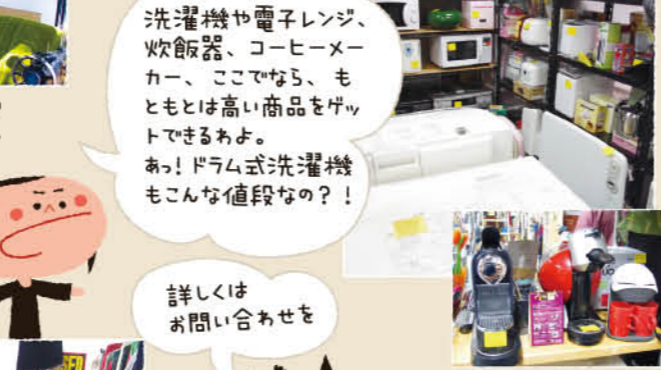 洗濯機や電子レンジ、
炊飯器、コーヒーメー
カー、ここでなら、も
ともとは高い商品をゲッ
トできるわよ。
あっ！ドラム式洗濯機
もこんな値段なの？！
詳しくは
お問い合わせを